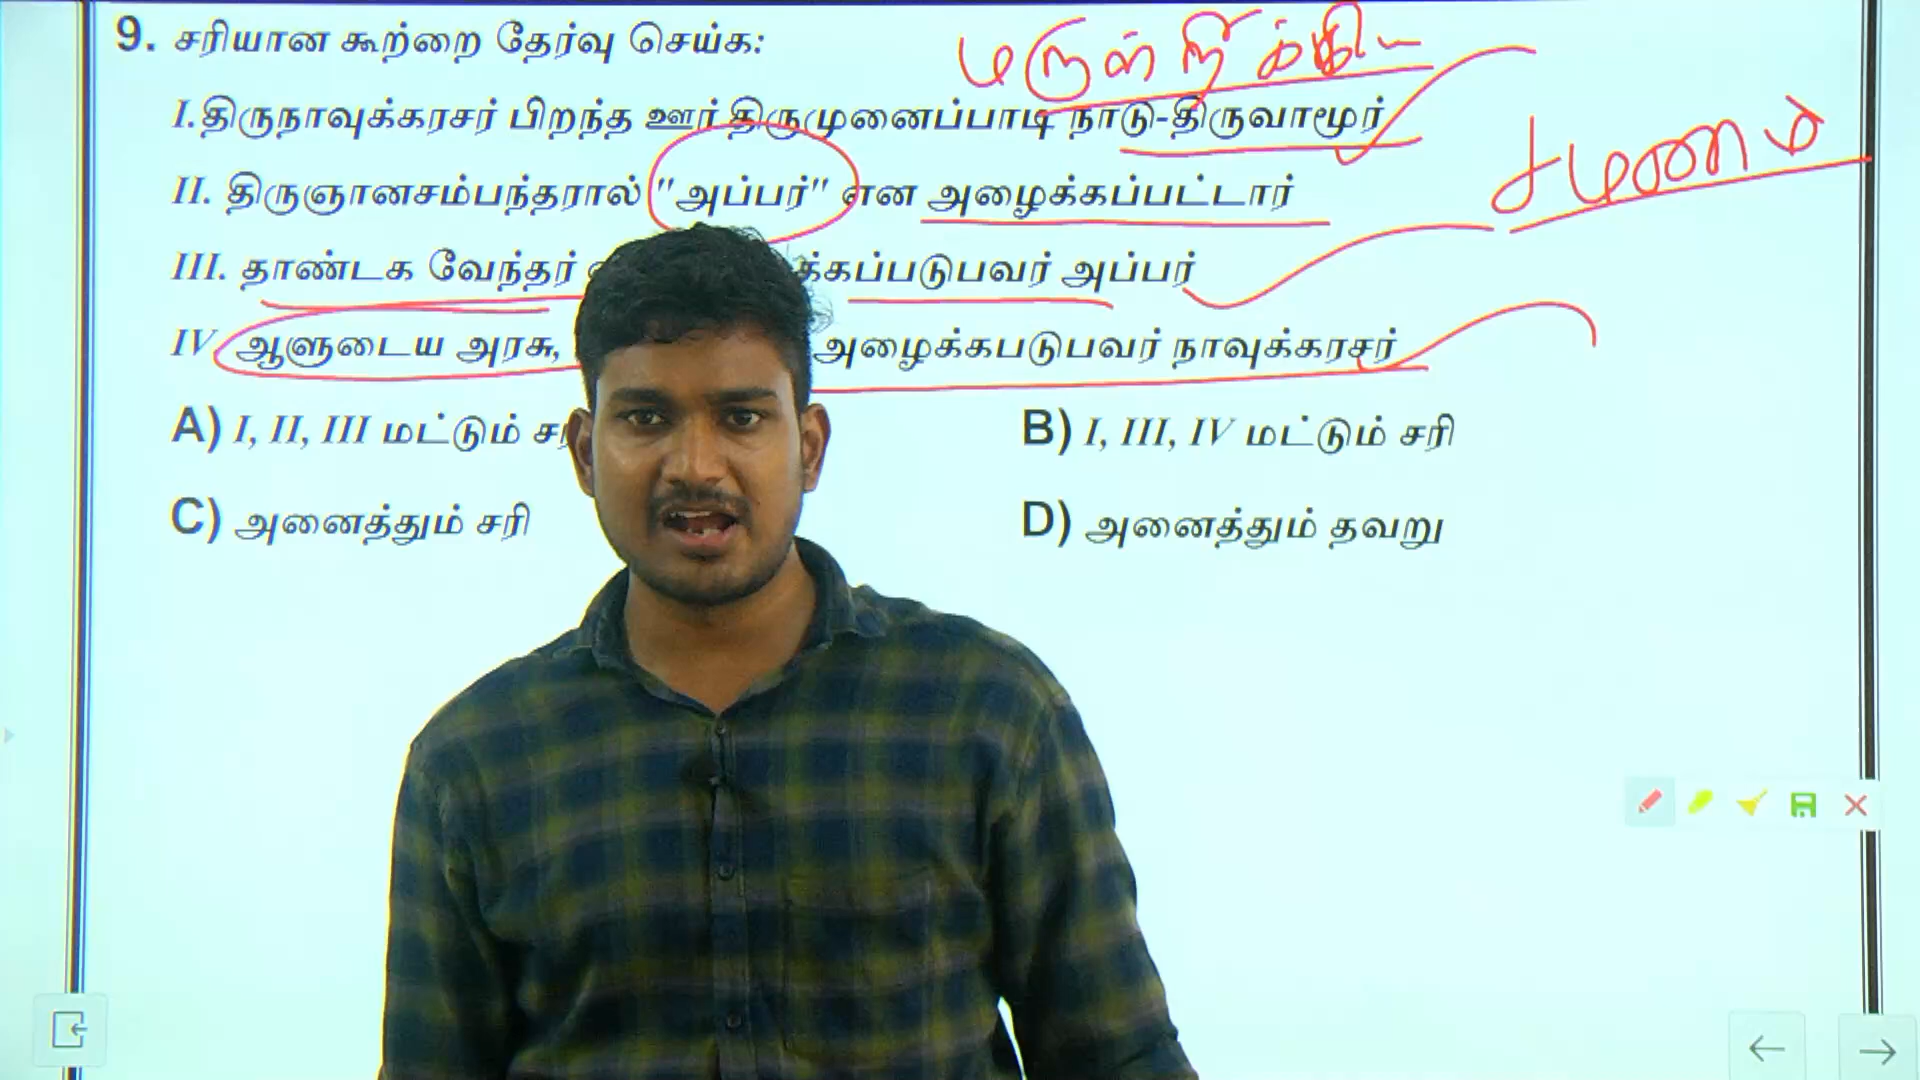 9. சரியான கூற்றை தேர்வு செய்க:
மருள் நீக்கி
I.திருநாவுக்கரசர் பிறந்த ஊர் திருமுனைப்பாடி நாடு-திருவாமூர்
சமணம்
II. திருஞானசம்பந்தரால் "அப்பர்" என அழைக்கப்பட்டார்
III. தாண்டக வேந்தர் க்கப்படுபவர் அப்பர்
IV ஆளுடைய அரசு, அழைக்கபடுபவர் நாவுக்கரசர்
A) I, II, III மட்டும்
B) I, III, IV மட்டும் சரி
C) அனைத்தும் சரி
D) அனைத்தும் தவறு